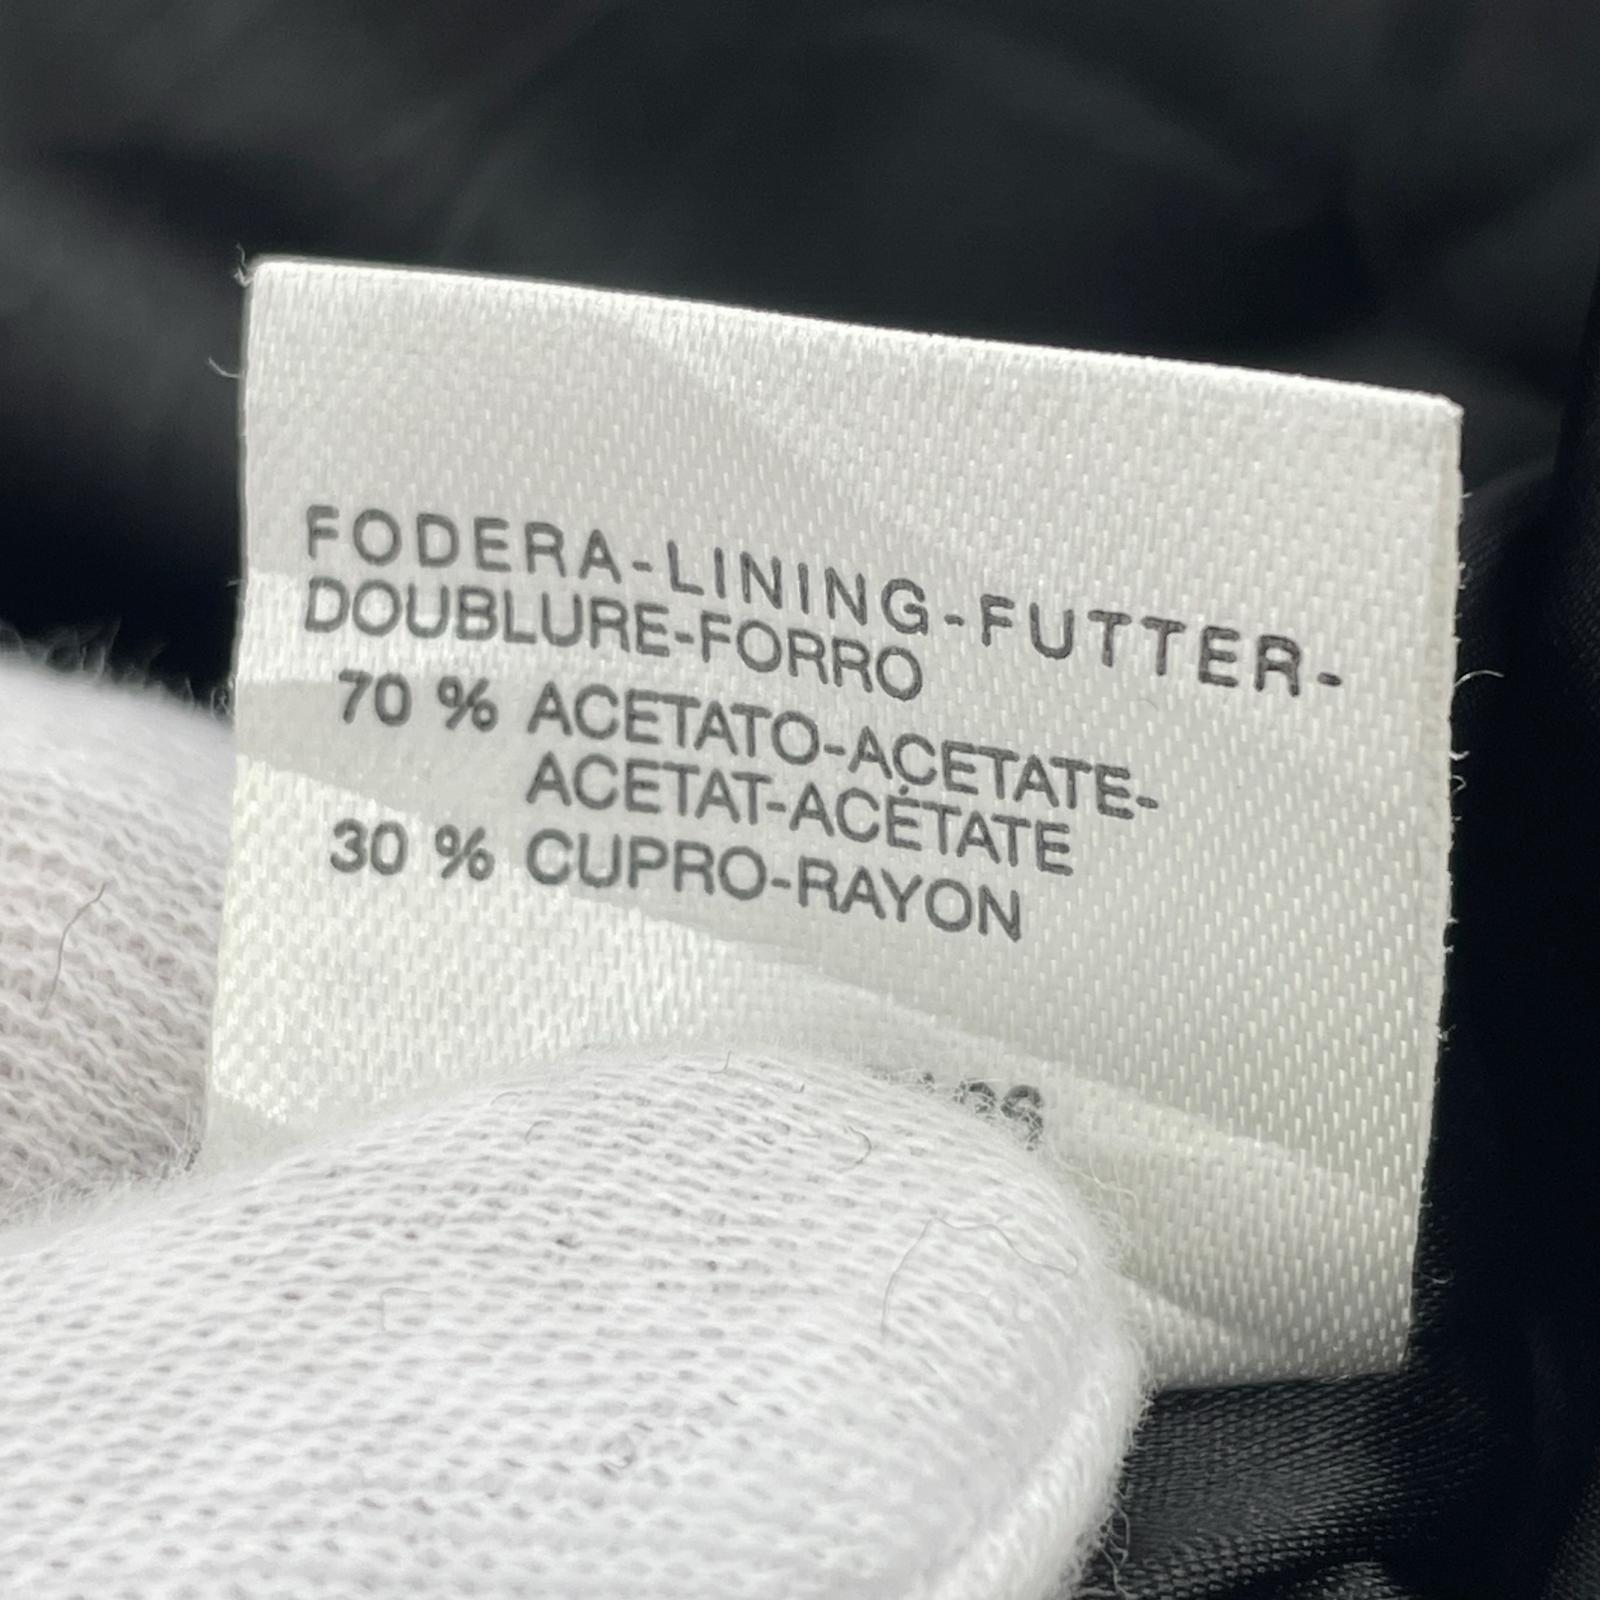 FODERA-LINING-FUTTER-
DOUBLURE-FORRO
70 % ACETATO-ACETATE-
ACETAT-ACÉTATE
30 % CUPRO-RAYON